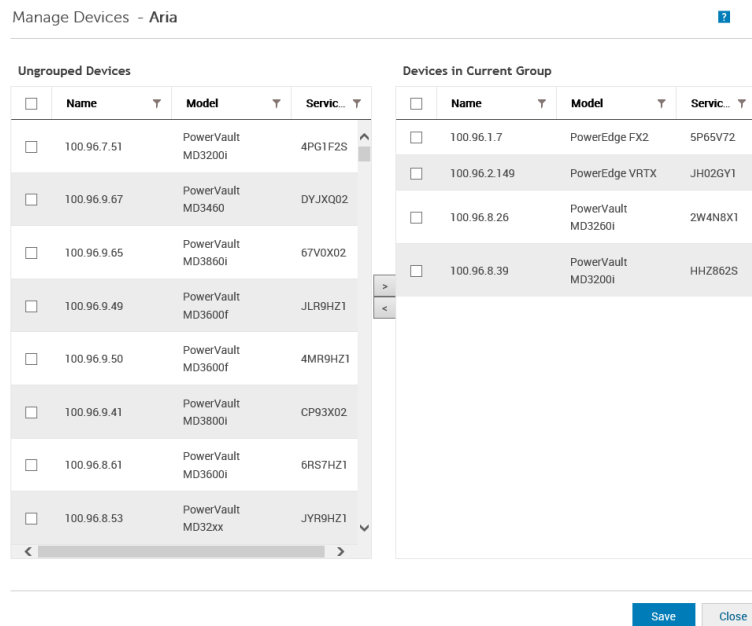 Manage Devices - Aria
?
Ungrouped Devices
Name Model Servic...
100.96.7.51 PowerVault MD3200i 4PG1F2S
100.96.9.67 PowerVault MD3460 DYJXQ02
100.96.9.65 PowerVault MD3860i 67V0X02
100.96.9.49 PowerVault MD3600f JLR9HZ1
100.96.9.50 PowerVault MD3600f 4MR9HZ1
100.96.9.41 PowerVault MD3800i CP93X02
100.96.8.61 PowerVault MD3600i 6RS7HZ1
100.96.8.53 PowerVault MD32xx JYR9HZ1
>
<
Devices in Current Group
Name Model Servic...
100.96.1.7 PowerEdge FX2 5P65V72
100.96.2.149 PowerEdge VRTX JH02GY1
100.96.8.26 PowerVault MD3260i 2W4N8X1
100.96.8.39 PowerVault MD3200i HHZ862S
Save Close